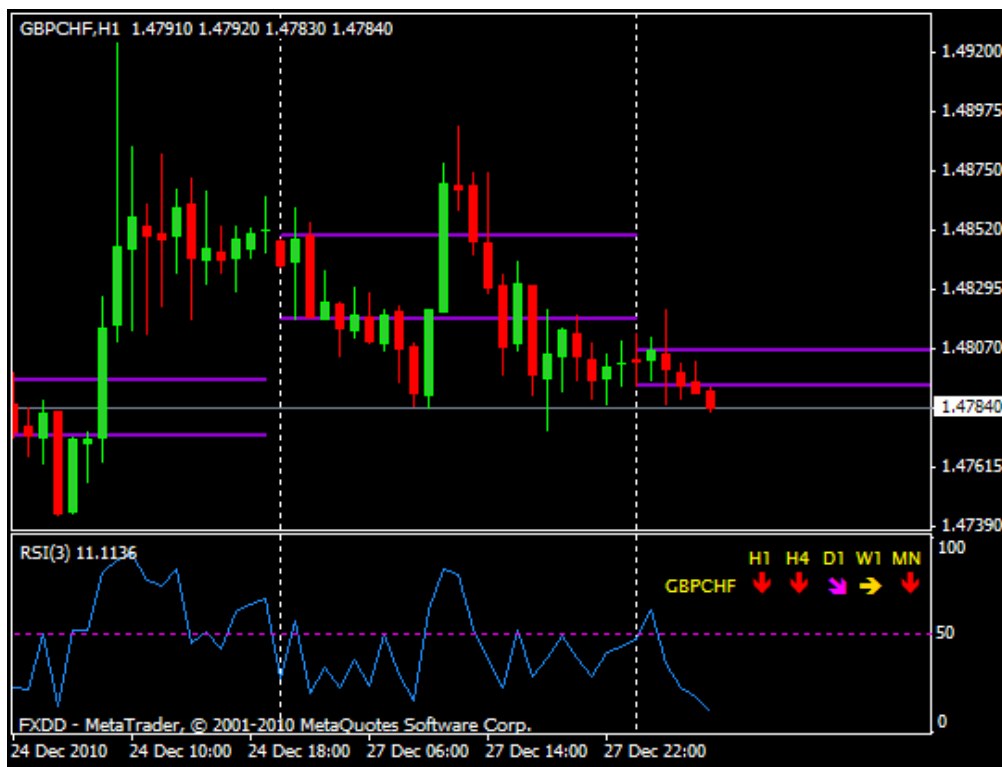 GBPCHF,H1 1.47910 1.47920 1.47830 1.47840
1.49200
1.48975
1.48750
1.48520
1.48295
1.48070
1.47840
1.47615
1.47390
RSI(3) 11.1136
100
H1 H4 D1 W1 MN
GBPCHF
50
0
FXDD - MetaTrader, © 2001-2010 MetaQuotes Software Corp.
24 Dec 2010 24 Dec 10:00 24 Dec 18:00 27 Dec 06:00 27 Dec 14:00 27 Dec 22:00